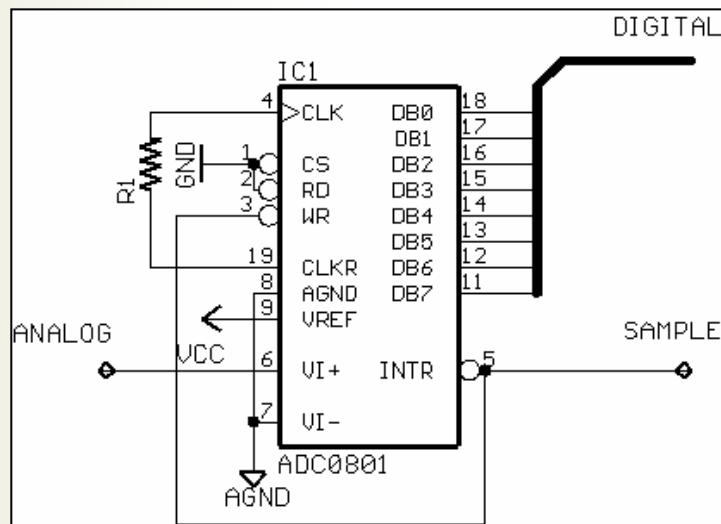 DIGITAL
IC1
4 CLK DB0 18
DB1 17
1 CS DB2 16
GND
2 RD DB3 15
R1
3 WR DB4 14
DB5 13
19 CLKR DB6 12
8 AGND DB7 11
9 VREF
ANALOG
SAMPLE
VCC
6 VI+ INTR 5
7 VI-
ADC0801
AGND